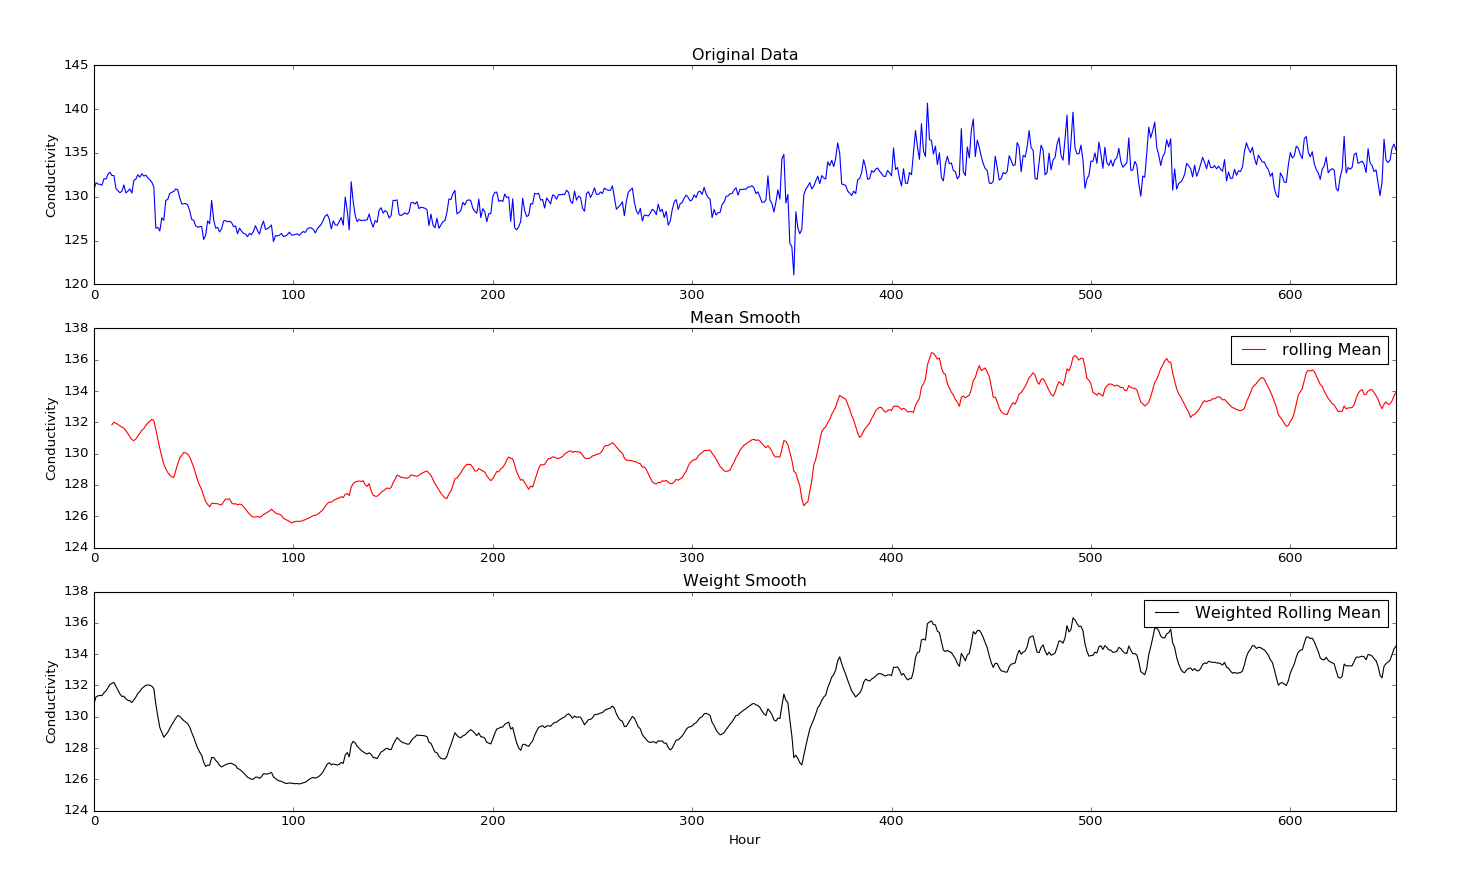 Original Data
Conductivity
145
140
135
130
125
120
0 100 200 300 400 500 600
Mean Smooth
Conductivity
138
136
134
132
130
128
126
124
rolling Mean
0 100 200 300 400 500 600
Weight Smooth
Conductivity
138
136
134
132
130
128
126
124
Weighted Rolling Mean
0 100 200 300 400 500 600
Hour